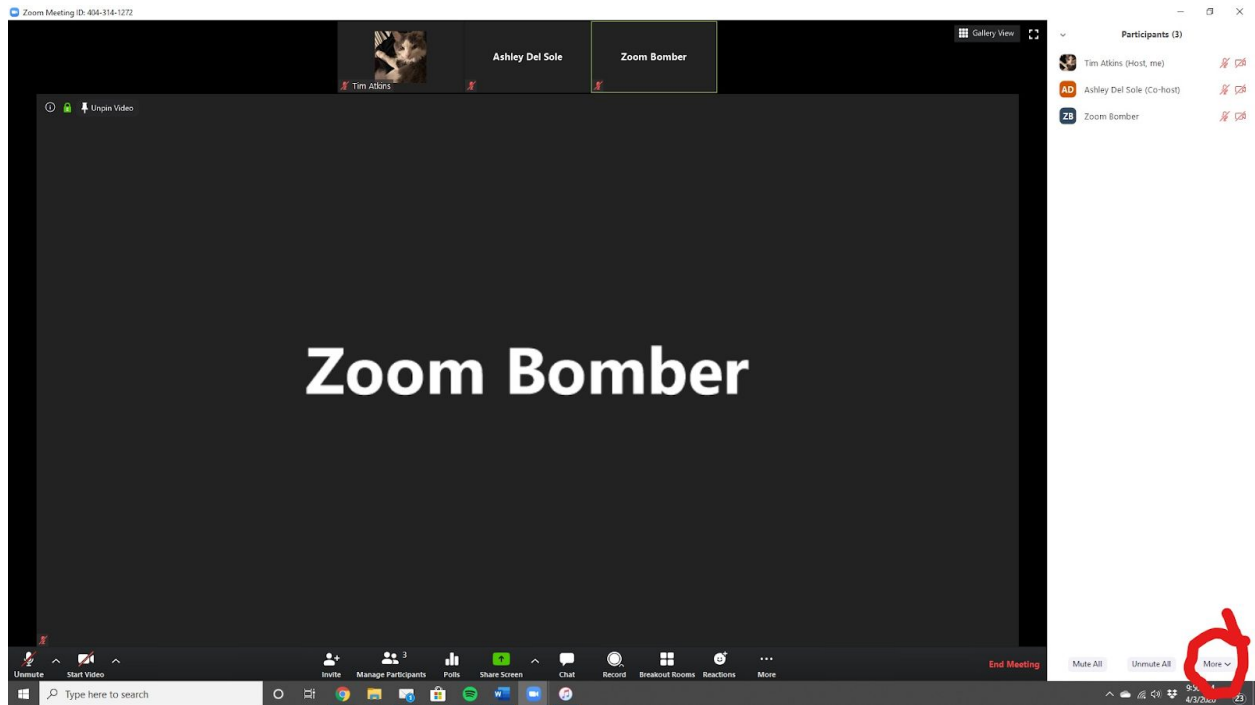 Zoom Meeting ID: 404-314-1272
Tim Atkins
Ashley Del Sole
Zoom Bomber
Gallery View
Unpin Video
Zoom Bomber
Participants (3)
Tim Atkins (Host, me)
AD Ashley Del Sole (Co-host)
ZB Zoom Bomber
Unmute
Start Video
Invite
3
Manage Participants
Polls
Share Screen
Chat
Record
Breakout Rooms
Reactions
More
End Meeting
Mute All
Unmute All
More
Type here to search
23